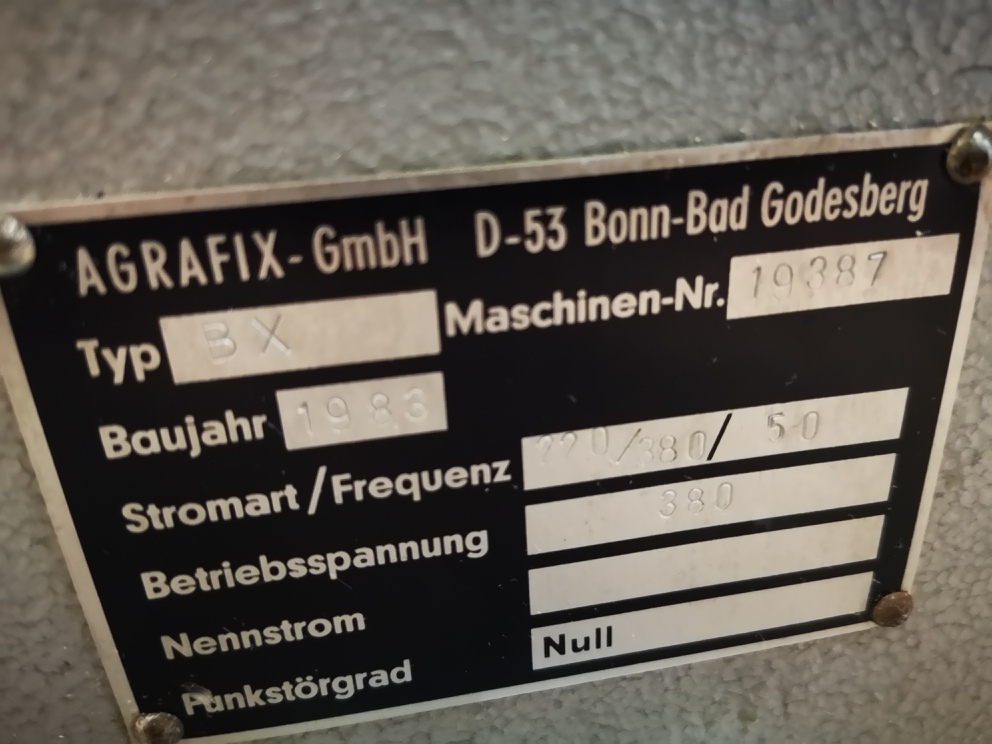 AGRAFIX-GmbH D-53 Bonn-Bad Godesberg
Typ BX Maschinen-Nr. 19387
Baujahr 1983
Stromart/Frequenz 220/380/ 50
Betriebsspannung 380
Nennstrom
Funkstörgrad Null